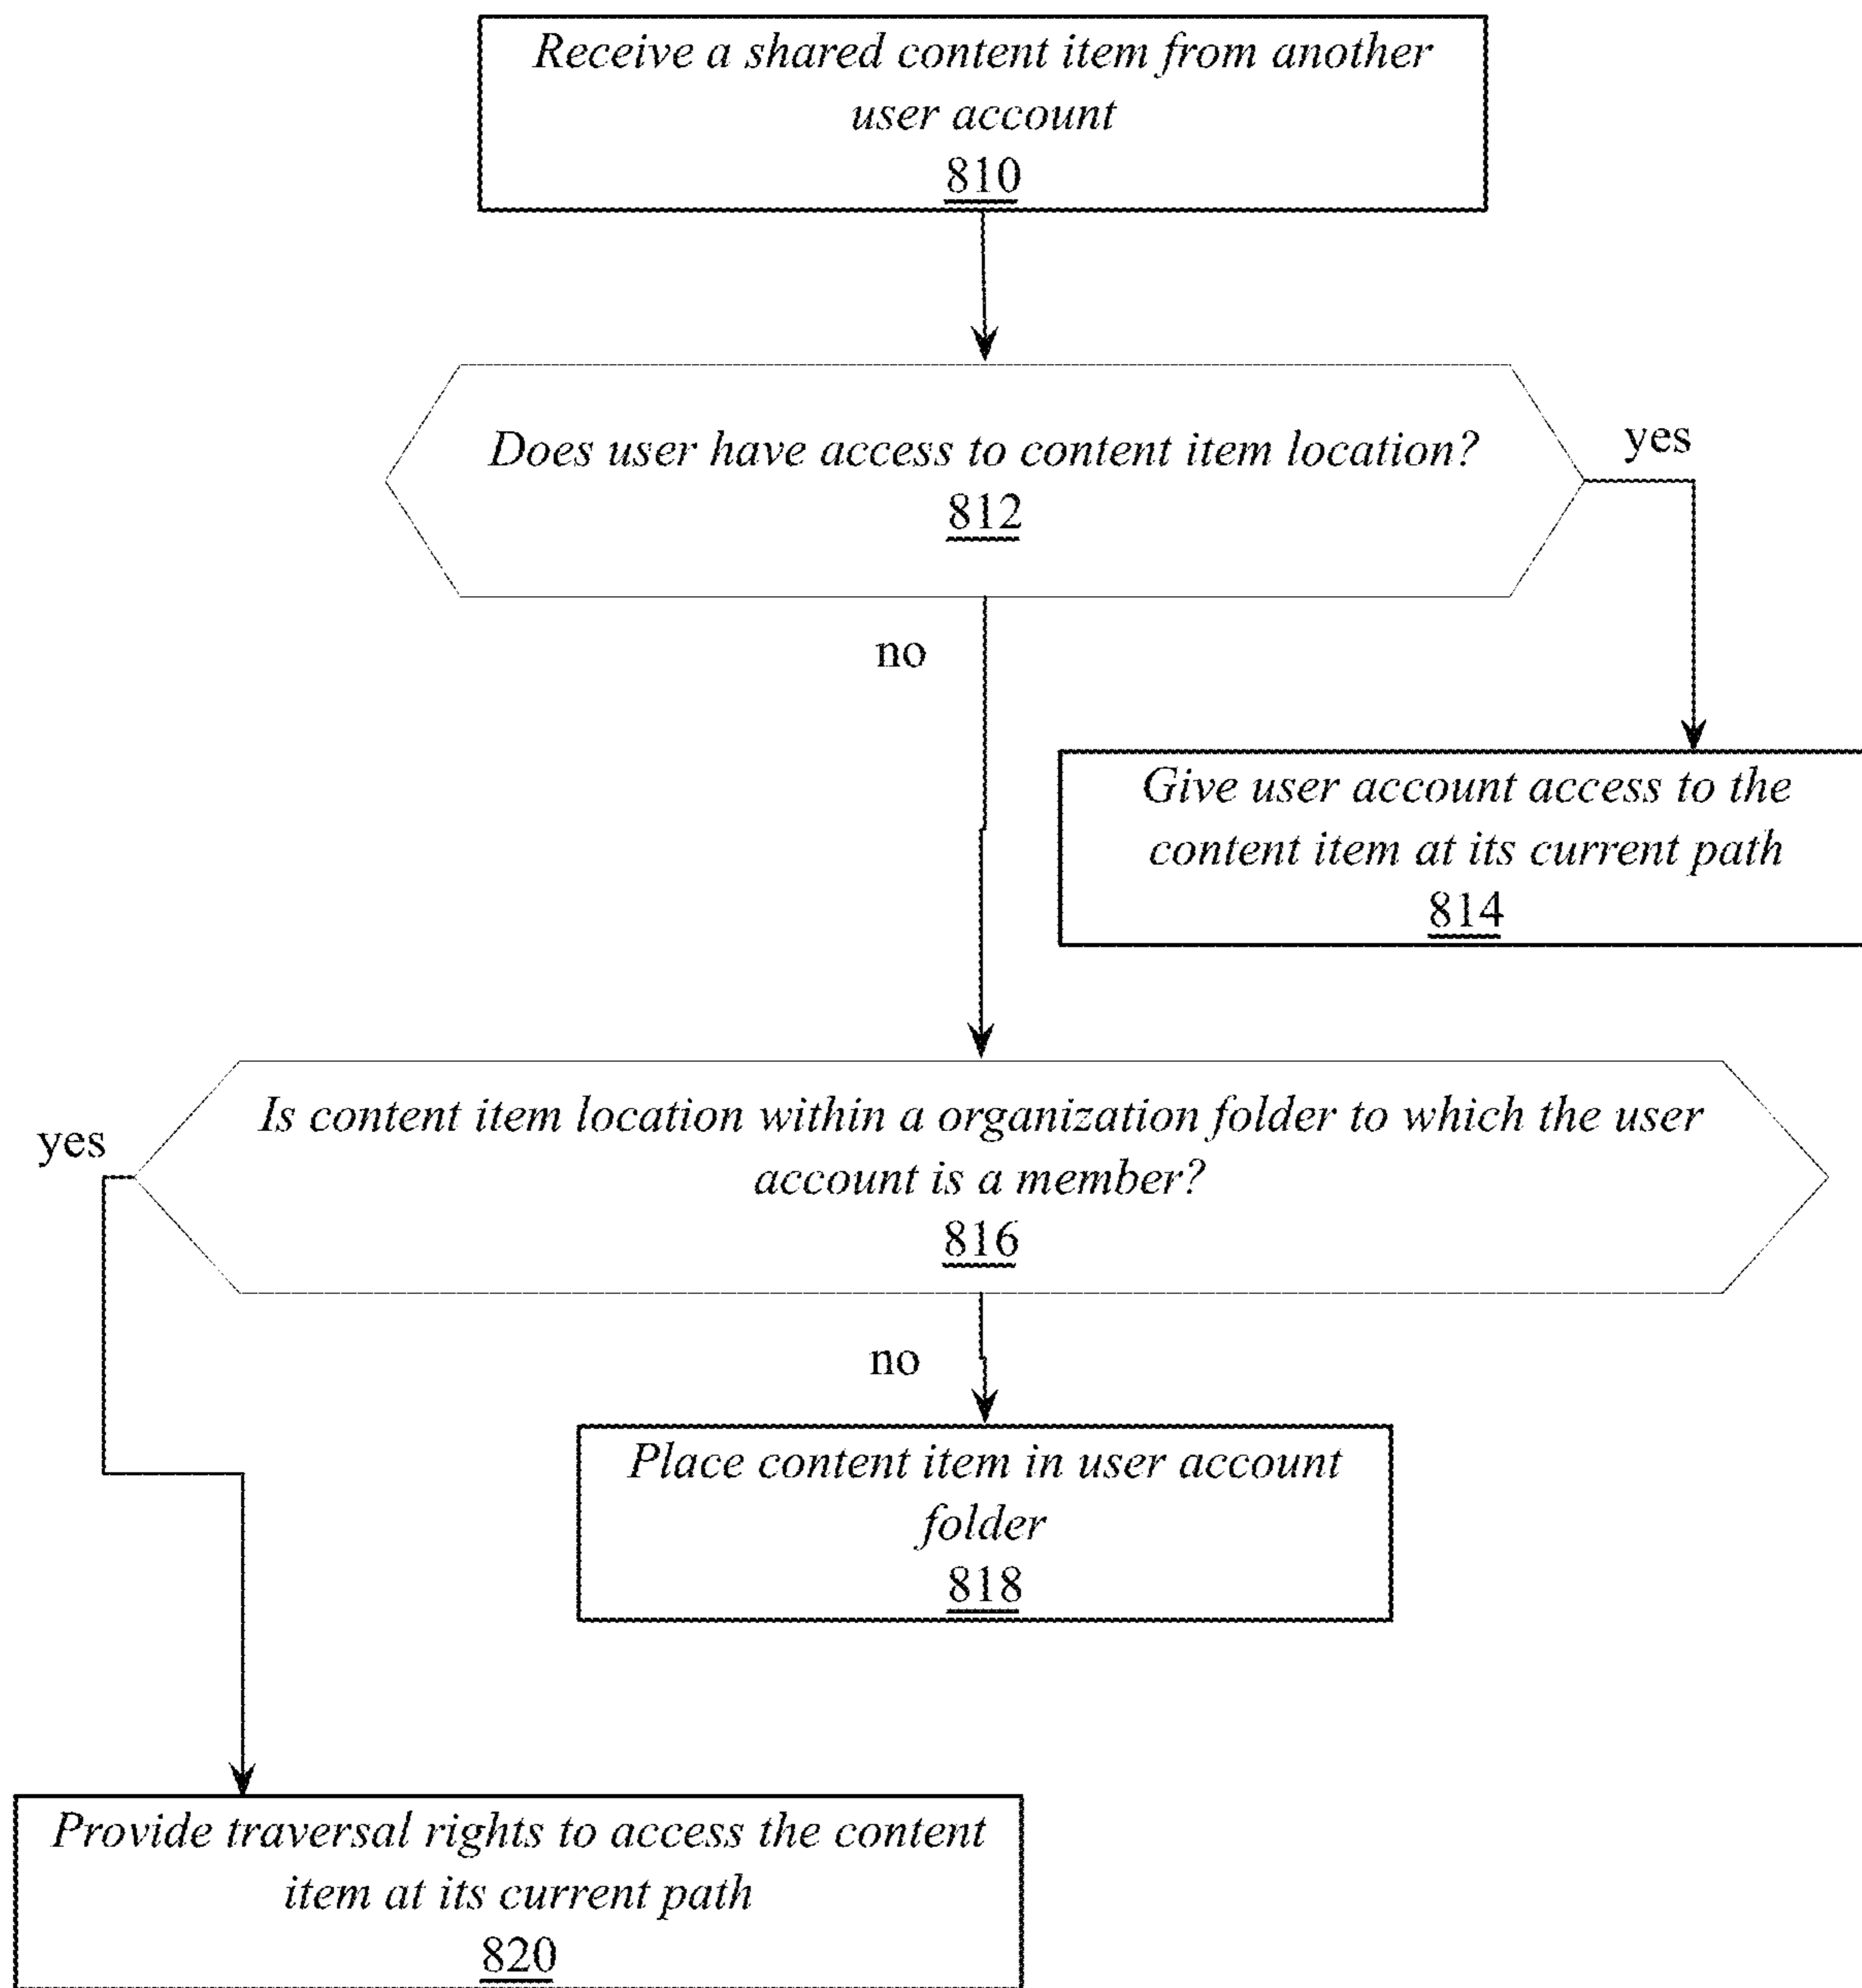 Receive a shared content item from another
user account
810
Does user have access to content item location?
812
yes
no
Give user account access to the
content item at its current path
814
yes
Is content item location within a organization folder to which the user
account is a member?
816
no
Place content item in user account
folder
818
Provide traversal rights to access the content
item at its current path
820